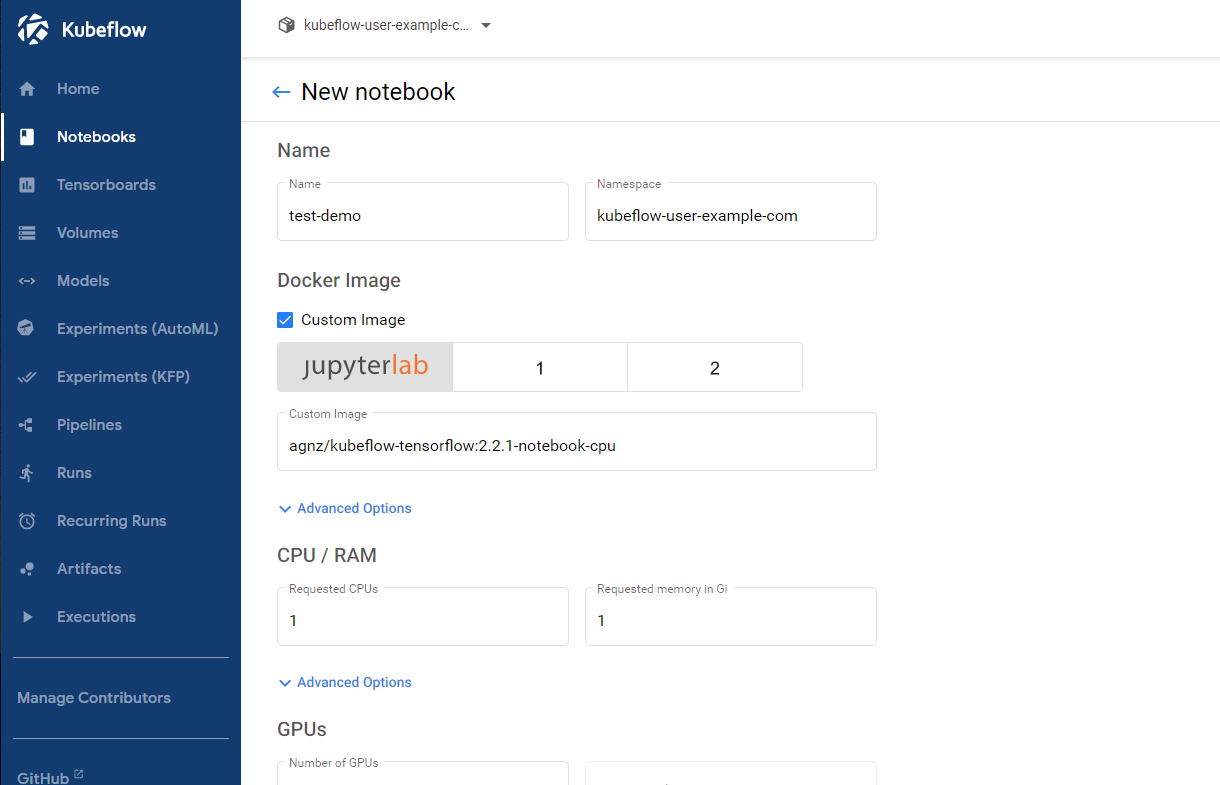 Kubeflow
kubeflow-user-example-c...
Home
Notebooks
Tensorboards
Volumes
Models
Experiments (AutoML)
Experiments (KFP)
Pipelines
Runs
Recurring Runs
Artifacts
Executions
Manage Contributors
GitHub
New notebook
Name
Name
test-demo
Namespace
kubeflow-user-example-com
Docker Image
Custom Image
jupyterlab
1
2
Custom Image
agnz/kubeflow-tensorflow:2.2.1-notebook-cpu
Advanced Options
CPU / RAM
Requested CPUs
1
Requested memory in Gi
1
Advanced Options
GPUs
Number of GPUs